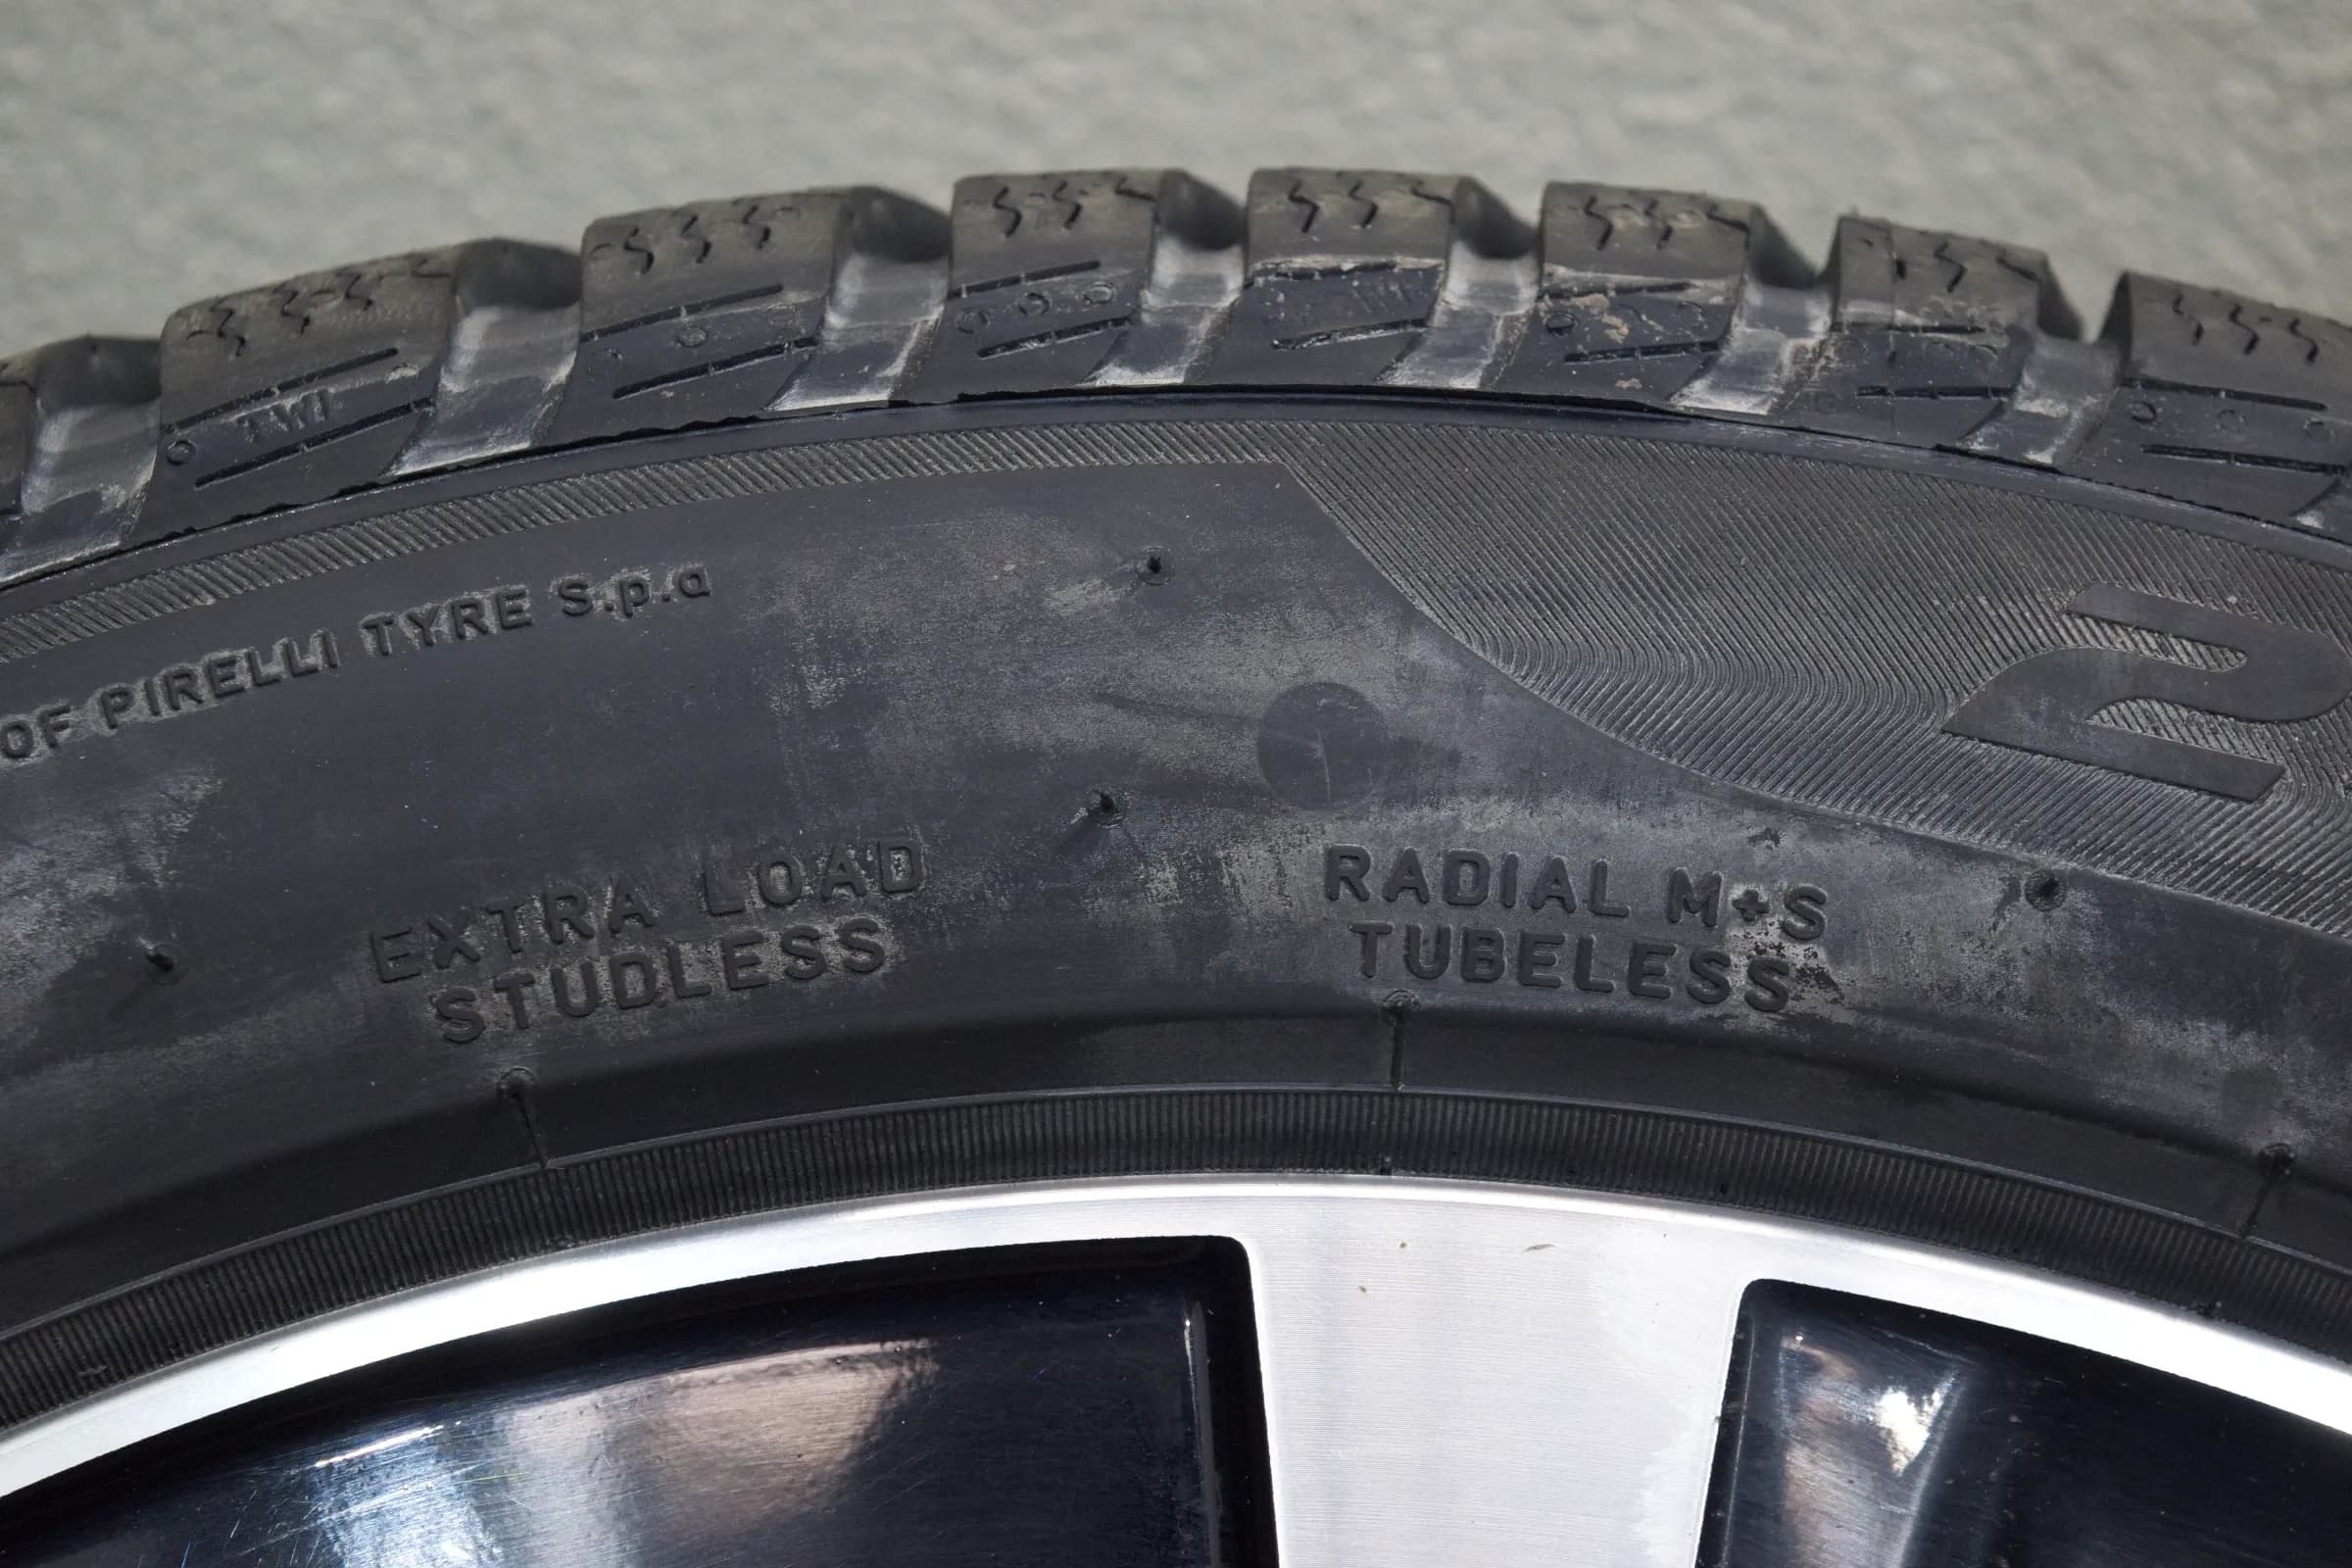 TWI
OF PIRELLI TYRE S.p.a
EXTRA LOAD
STUDLESS
RADIAL M+S
TUBELESS